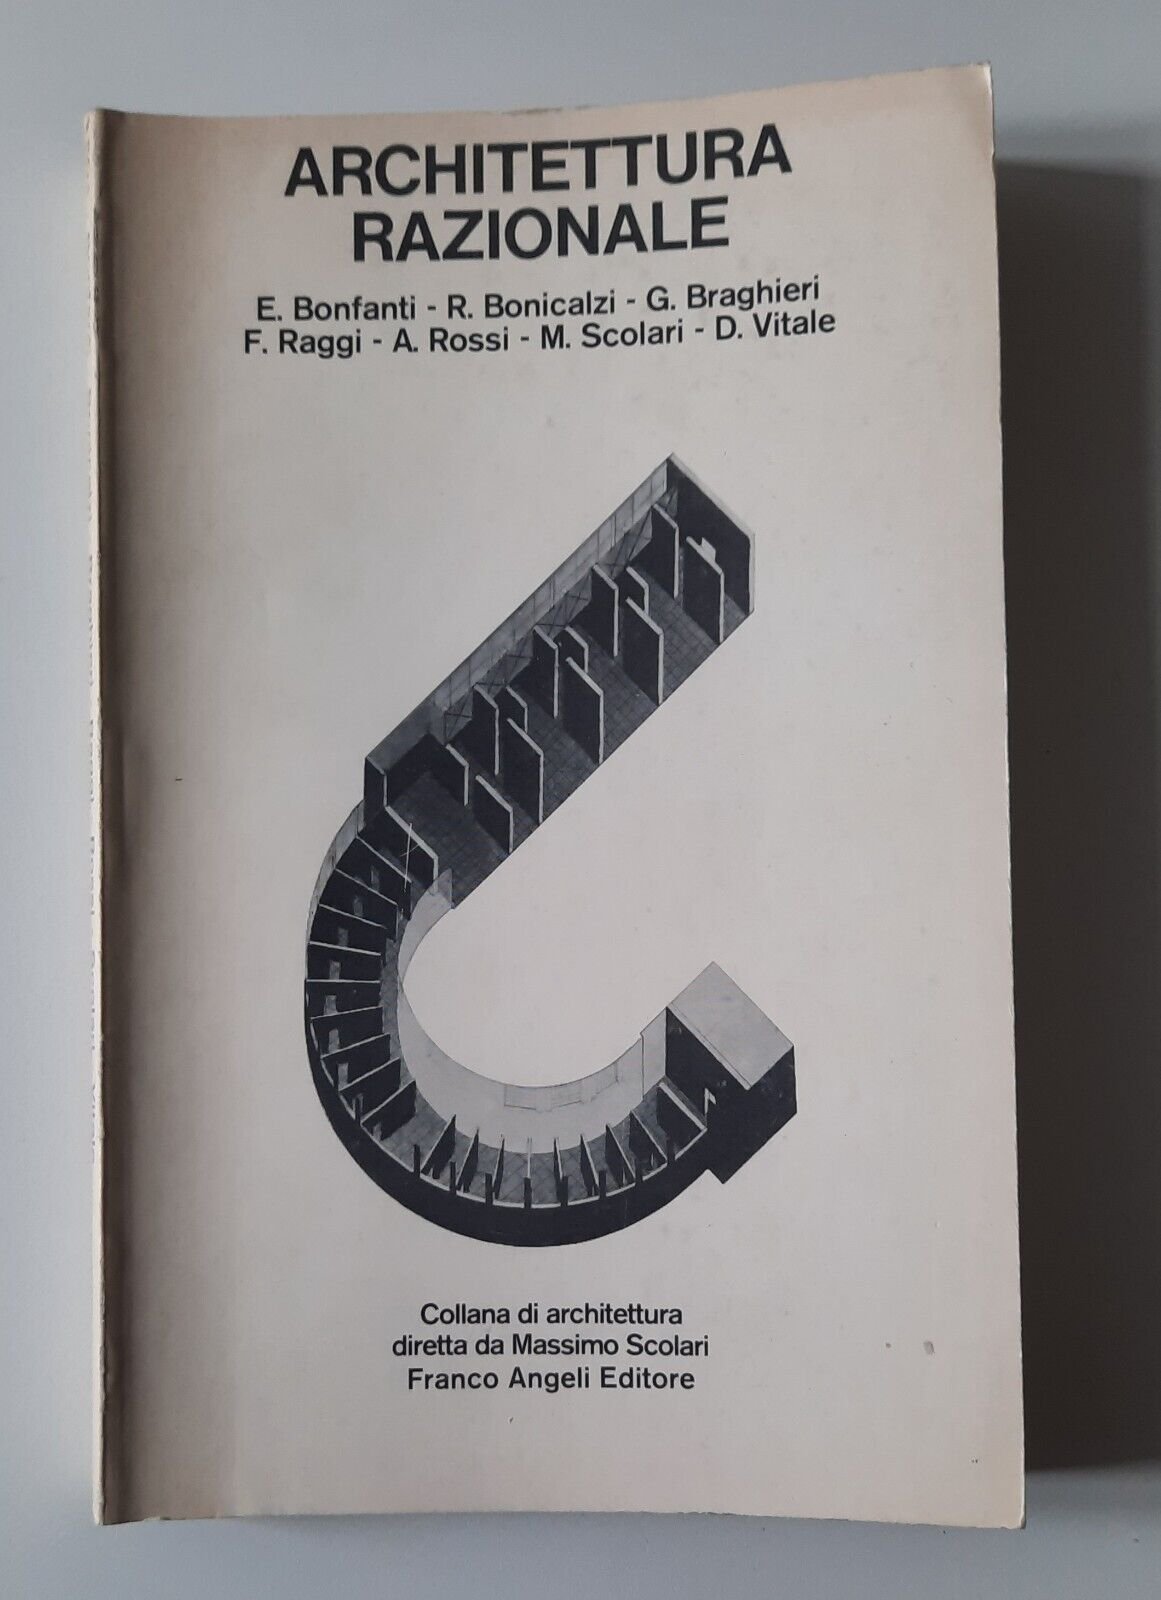 ARCHITETTURA
RAZIONALE
E. Bonfanti - R. Bonicalzi - G. Braghieri
F. Raggi - A. Rossi - M. Scolari - D. Vitale
Collana di architettura
diretta da Massimo Scolari
Franco Angeli Editore